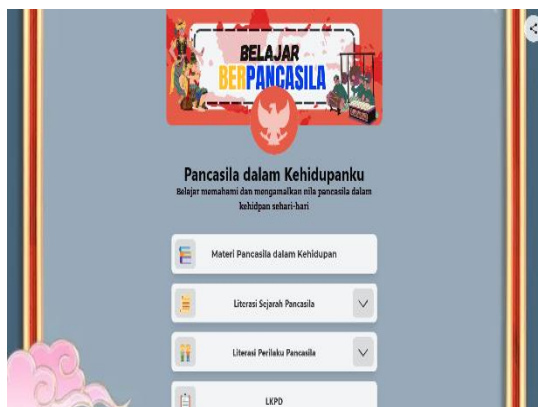 BELAJAR
BERPANCASILA
Pancasila dalam Kehidupanku
Belajar memahami dan mengamalkan nila pancasila dalam
kehidpan sehari-hari
Materi Pancasila dalam Kehidupan
Literasi Sejarah Pancasila
Literasi Perilaku Pancasila
LKPD